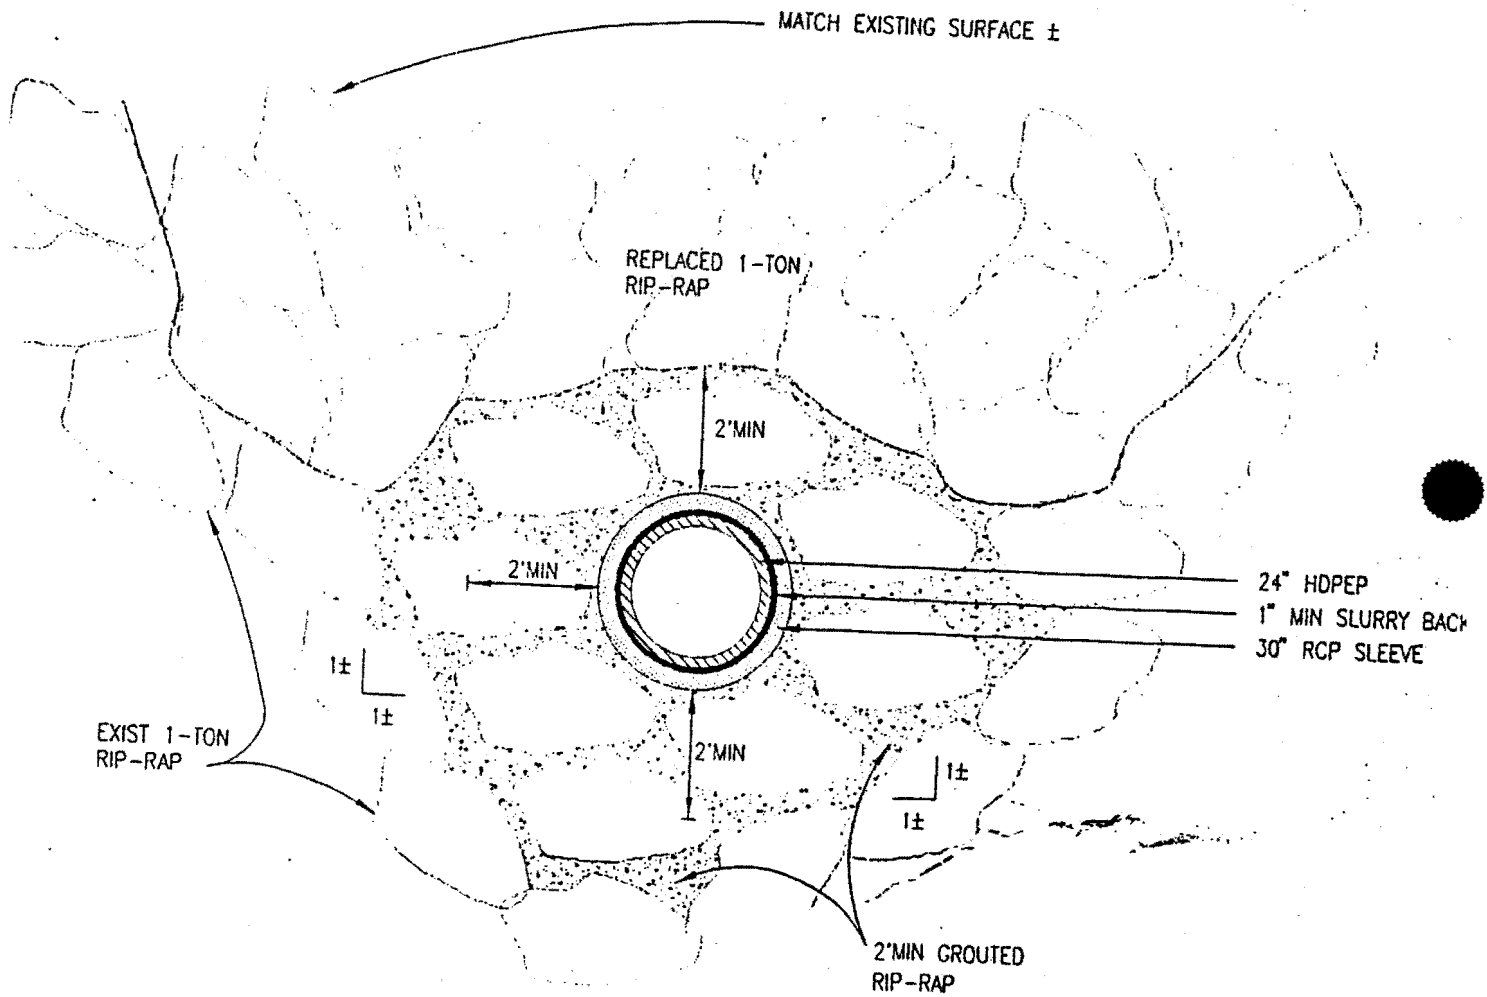 MATCH EXISTING SURFACE ±
REPLACED 1-TON
RIP-RAP
2'MIN
2'MIN
24" HDPEP
1" MIN SLURRY BACK
30" RCP SLEEVE
1±
1±
EXIST 1-TON
RIP-RAP
2'MIN
1±
1±
2'MIN GROUTED
RIP-RAP